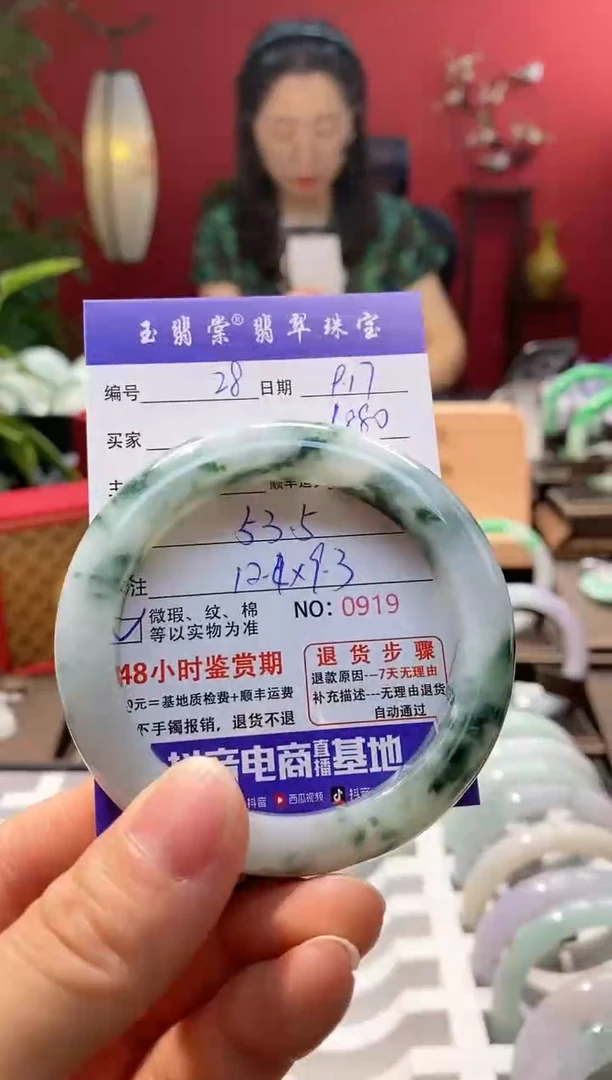 玉翡棠®翡翠珠宝
编号 28 日期 9.17
1880
买家
53.5
12.4×9.3
注
微瑕、纹、棉 NO: 0919
等以实物为准
48小时鉴赏期
0元=基地质检费+顺丰运费
手镯报销，退货不退
退货步骤
退款原因---7天无理由
补充描述---无理由退货
自动通过
抖音电商直播基地
抖音 西瓜视频 抖音